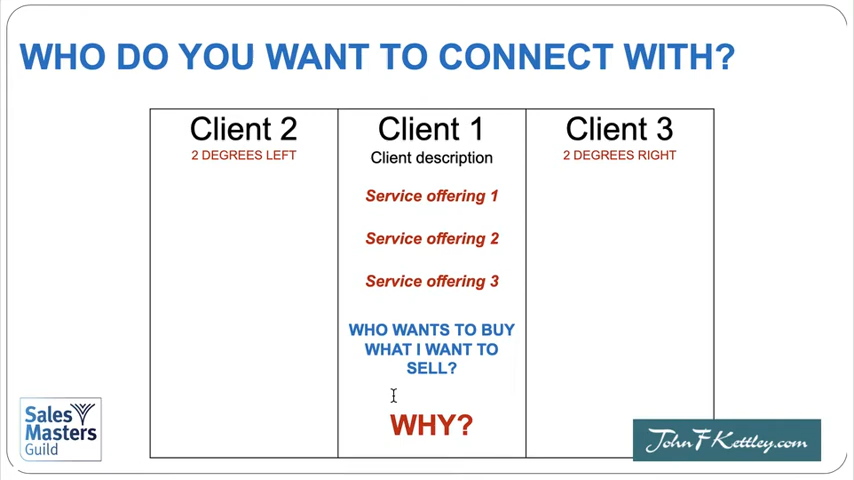 WHO DO YOU WANT TO CONNECT WITH?
Client 2
2 DEGREES LEFT
Client 1
Client description
Service offering 1
Service offering 2
Service offering 3
WHO WANTS TO BUY
WHAT I WANT TO
SELL?
WHY?
Client 3
2 DEGREES RIGHT
Sales
Masters
Guild
JohnFKettley.com